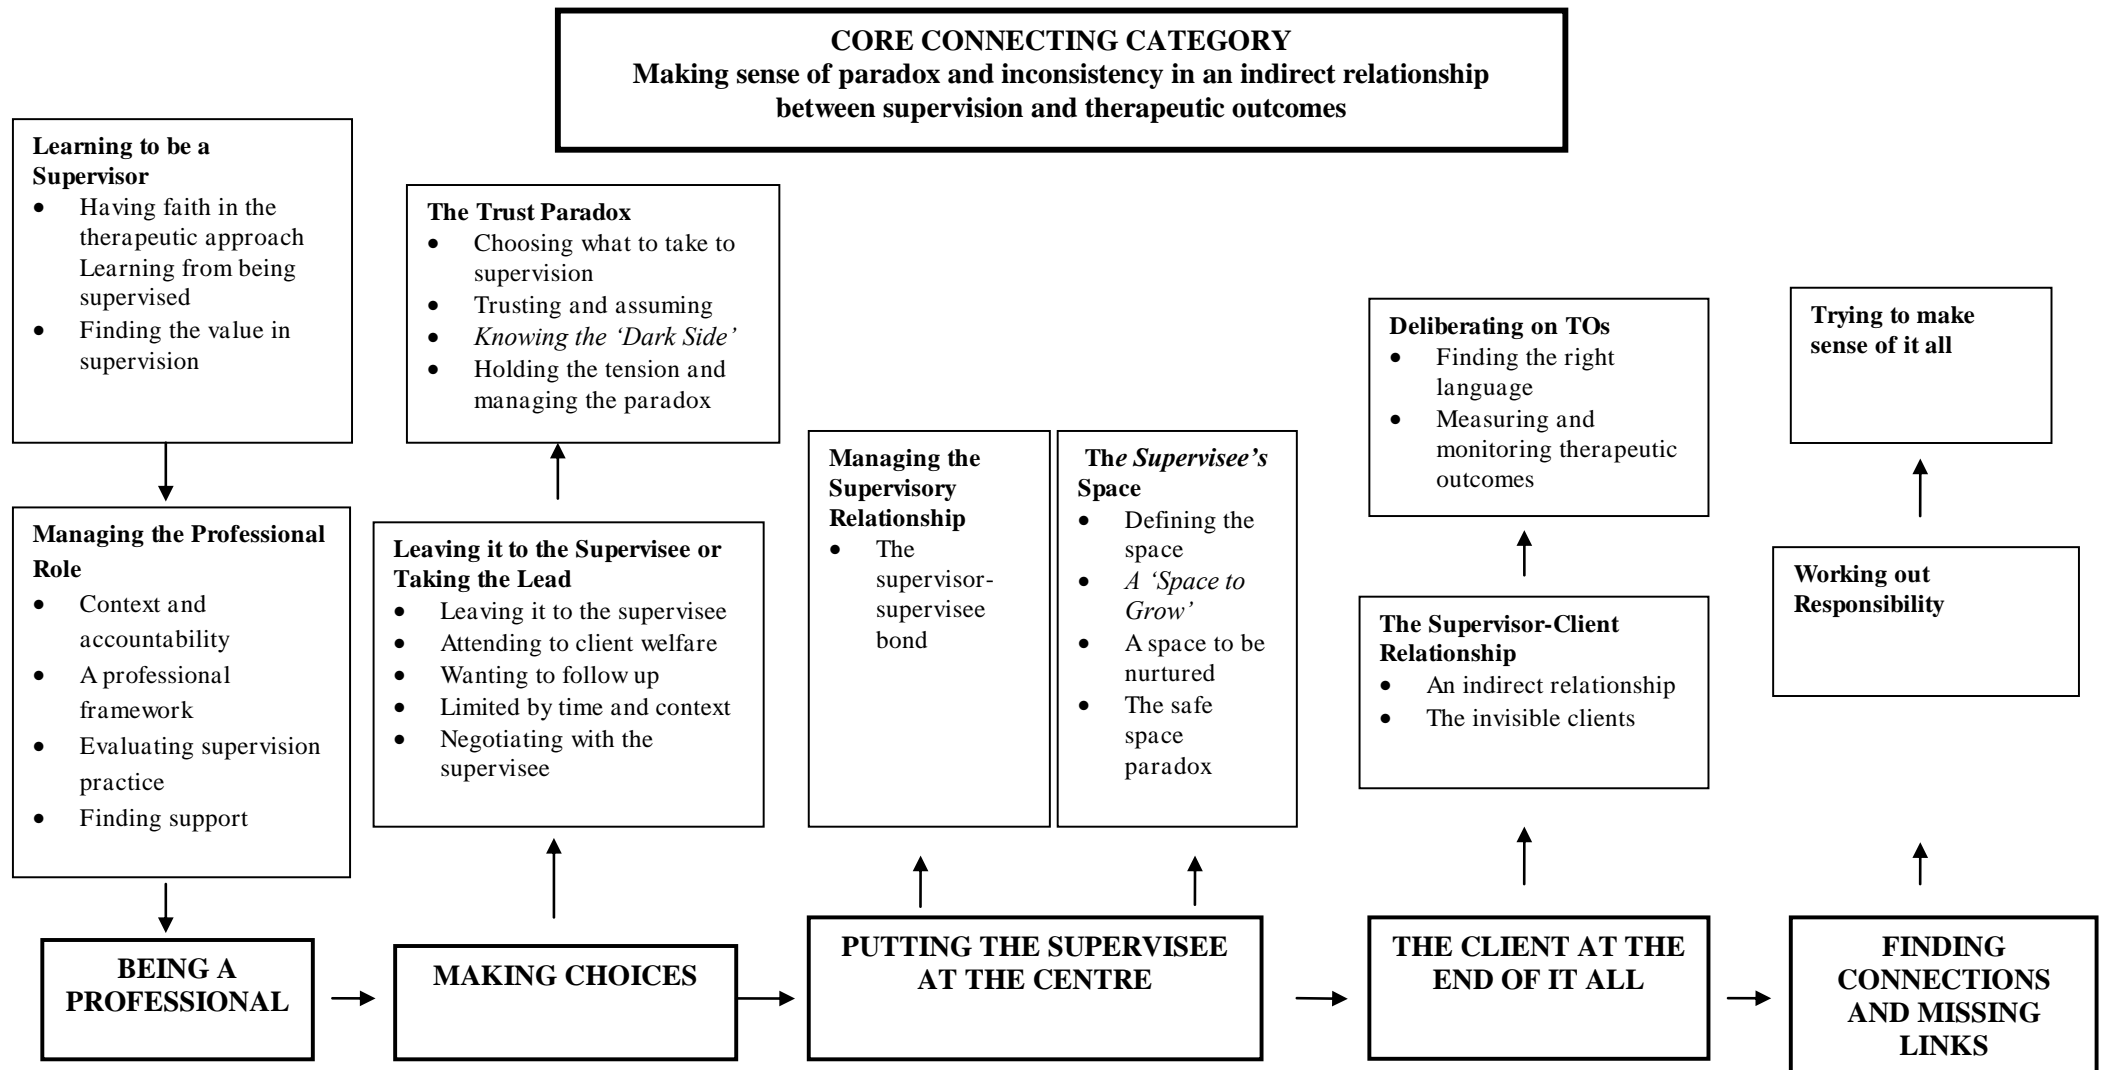 CORE CONNECTING CATEGORY
Making sense of paradox and inconsistency in an indirect relationship
between supervision and therapeutic outcomes
Learning to be a
Supervisor
• Having faith in the
therapeutic approach
Learning from being
supervised
• Finding the value in
supervision
Managing the Professional
Role
• Context and
accountability
• A professional
framework
• Evaluating supervision
practice
• Finding support
BEING A
PROFESSIONAL
The Trust Paradox
• Choosing what to take to
supervision
• Trusting and assuming
• Knowing the ‘Dark Side’
• Holding the tension and
managing the paradox
Leaving it to the Supervisee or
Taking the Lead
• Leaving it to the supervisee
• Attending to client welfare
• Wanting to follow up
• Limited by time and context
• Negotiating with the
supervisee
MAKING CHOICES
Managing the
Supervisory
Relationship
• The
supervisor-
supervisee
bond
The Supervisee’s
Space
• Defining the
space
• A ‘Space to
Grow’
• A space to be
nurtured
• The safe
space
paradox
PUTTING THE SUPERVISEE
AT THE CENTRE
Deliberating on TOs
• Finding the right
language
• Measuring and
monitoring therapeutic
outcomes
The Supervisor-Client
Relationship
• An indirect relationship
• The invisible clients
THE CLIENT AT THE
END OF IT ALL
Trying to make
sense of it all
Working out
Responsibility
FINDING
CONNECTIONS
AND MISSING
LINKS